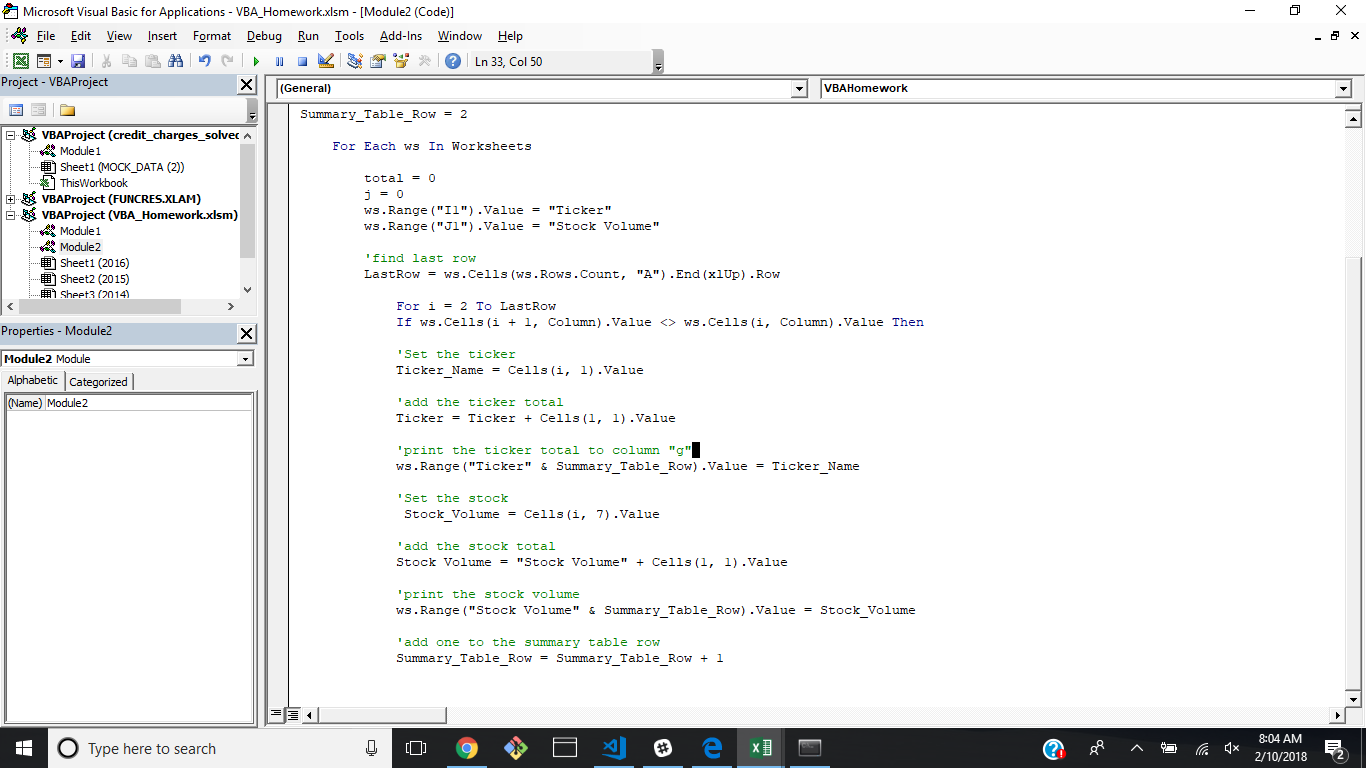 Microsoft Visual Basic for Applications - VBA_Homework.xlsm - [Module2 (Code)]
File Edit View Insert Format Debug Run Tools Add-Ins Window Help
Ln 33, Col 50
Project - VBAProject
VBAProject (credit_charges_solved
Module1
Sheet1 (MOCK_DATA (2))
ThisWorkbook
VBAProject (FUNCRES.XLAM)
VBAProject (VBA_Homework.xlsm)
Module1
Module2
Sheet1 (2016)
Sheet2 (2015)
Sheet3 (2014)
Properties - Module2
Module2 Module
Alphabetic Categorized
(Name) Module2
(General) VBAHomework
Summary_Table_Row = 2
For Each ws In Worksheets
total = 0
j = 0
ws.Range("I1").Value = "Ticker"
ws.Range("J1").Value = "Stock Volume"
'find last row
LastRow = ws.Cells(ws.Rows.Count, "A").End(xlUp).Row
For i = 2 To LastRow
If ws.Cells(i + 1, Column).Value <> ws.Cells(i, Column).Value Then
'Set the ticker
Ticker_Name = Cells(i, 1).Value
'add the ticker total
Ticker = Ticker + Cells(1, 1).Value
'print the ticker total to column "g"
ws.Range("Ticker" & Summary_Table_Row).Value = Ticker_Name
'Set the stock
Stock_Volume = Cells(i, 7).Value
'add the stock total
Stock Volume = "Stock Volume" + Cells(1, 1).Value
'print the stock volume
ws.Range("Stock Volume" & Summary_Table_Row).Value = Stock_Volume
'add one to the summary table row
Summary_Table_Row = Summary_Table_Row + 1
Type here to search
8:04 AM
2/10/2018
2